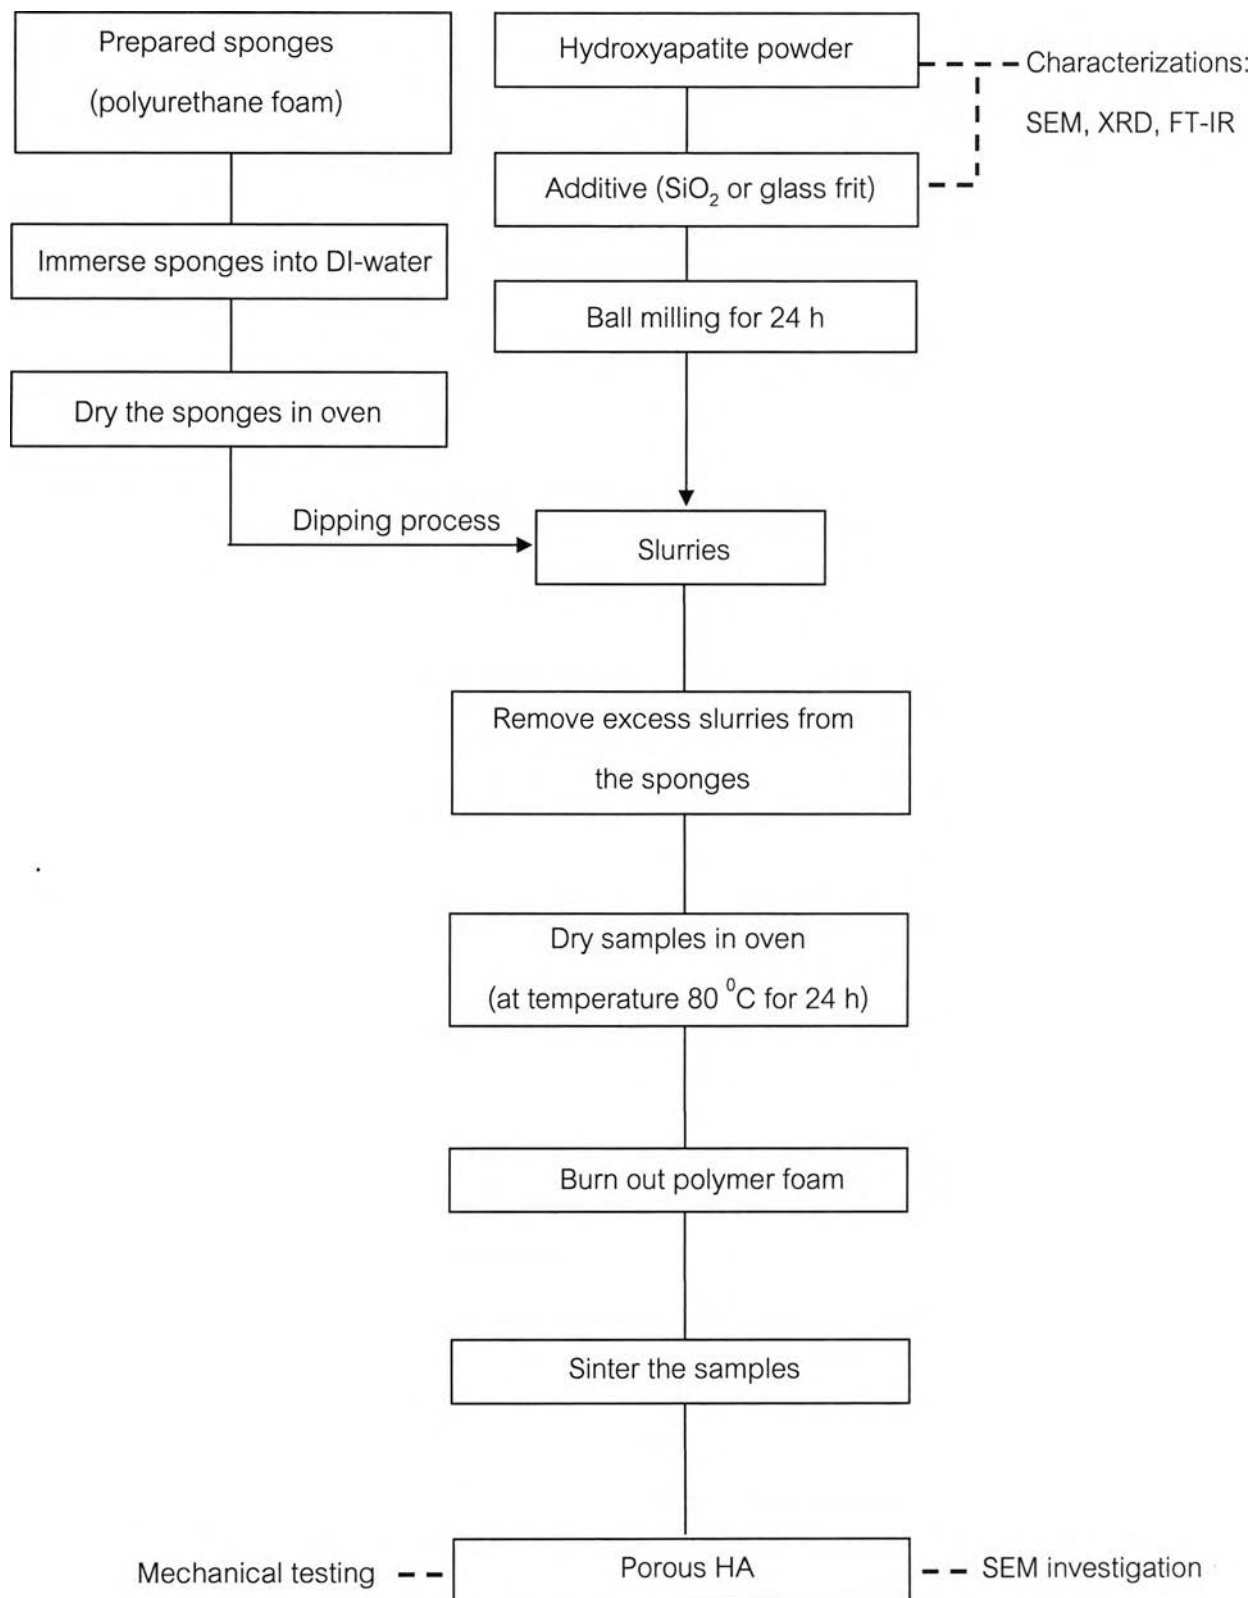 Prepared sponges
(polyurethane foam)
Immerse sponges into DI-water
Dry the sponges in oven
Hydroxyapatite powder
Characterizations:
SEM, XRD, FT-IR
Additive (SiO₂ or glass frit)
Ball milling for 24 h
Dipping process
Slurries
Remove excess slurries from
the sponges
Dry samples in oven
(at temperature 80 ⁰C for 24 h)
Burn out polymer foam
Sinter the samples
Mechanical testing
Porous HA
SEM investigation